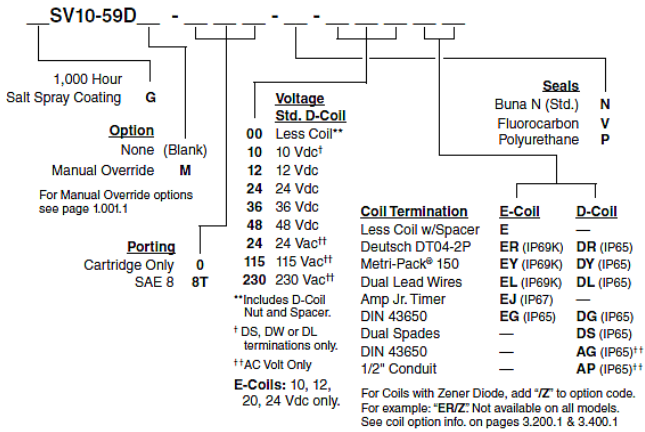 __SV10-59D__ - __ __ __ - __ - __ __ __ __ __
1,000 Hour
Salt Spray Coating G
Option
None (Blank)
Manual Override M
For Manual Override options
see page 1.001.1
Porting
Cartridge Only 0
SAE 8 8T
Voltage
Std. D-Coil
00 Less Coil**
10 10 Vdc†
12 12 Vdc
24 24 Vdc
36 36 Vdc
48 48 Vdc
24 24 Vac††
115 115 Vac††
230 230 Vac††
**Includes D-Coil
Nut and Spacer.
† DS, DW or DL
terminations only.
††AC Volt Only
E-Coils: 10, 12,
20, 24 Vdc only.
Seals
Buna N (Std.) N
Fluorocarbon V
Polyurethane P
Coil Termination E-Coil D-Coil
Less Coil w/Spacer E —
Deutsch DT04-2P ER (IP69K) DR (IP65)
Metri-Pack® 150 EY (IP69K) DY (IP65)
Dual Lead Wires EL (IP69K) DL (IP65)
Amp Jr. Timer EJ (IP67) —
DIN 43650 EG (IP65) DG (IP65)
Dual Spades — DS (IP65)
DIN 43650 — AG (IP65)††
1/2" Conduit — AP (IP65)††
For Coils with Zener Diode, add "/Z" to option code.
For example: "ER/Z". Not available on all models.
See coil option info. on pages 3.200.1 & 3.400.1